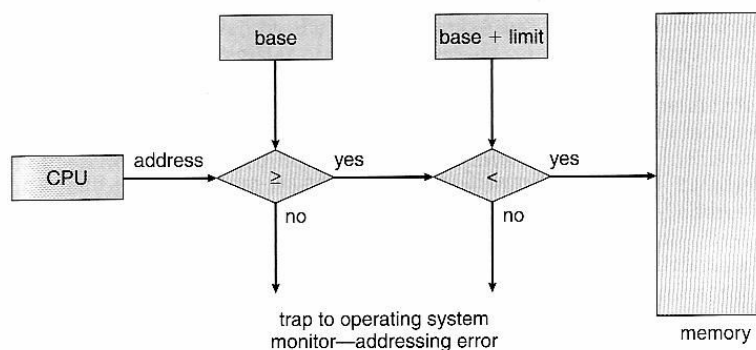 base
base + limit
CPU
address
≥
yes
<
yes
no
no
trap to operating system
monitor—addressing error
memory